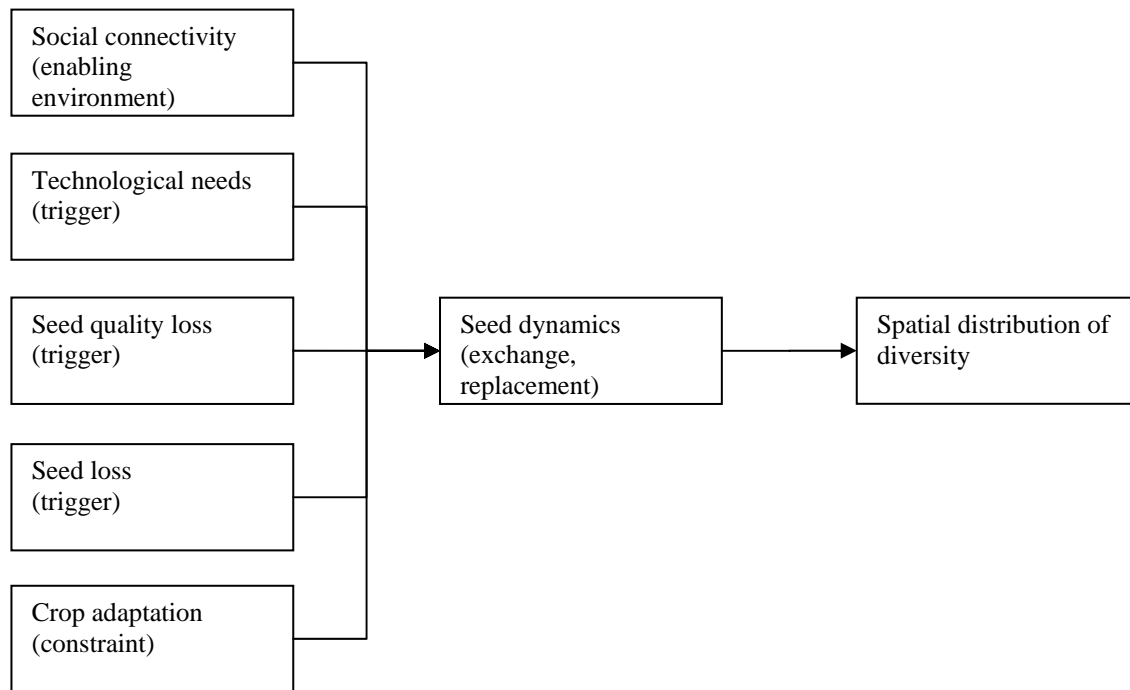 Social connectivity
(enabling
environment)
Technological needs
(trigger)
Seed quality loss
(trigger)
Seed loss
(trigger)
Crop adaptation
(constraint)
Seed dynamics
(exchange,
replacement)
Spatial distribution of
diversity